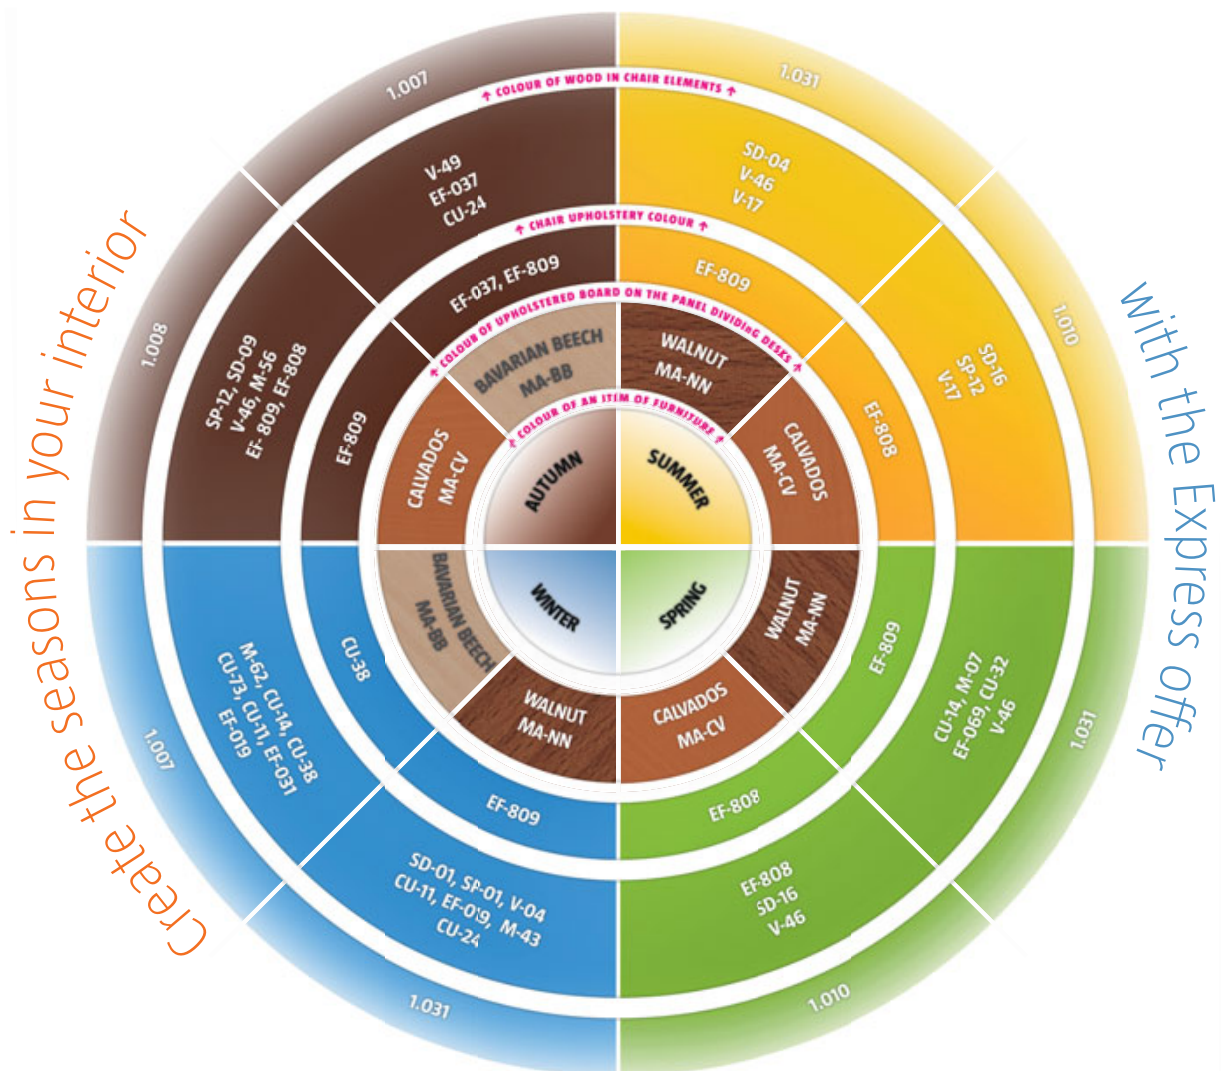 Create the seasons in your interior
with the Express offer
1.007
1.031
↑ COLOUR OF WOOD IN CHAIR ELEMENTS ↑
V-49
EF-037
CU-24
SD-04
V-46
V-17
↑ CHAIR UPHOLSTERY COLOUR ↑
EF-037, EF-809
EF-809
↑ COLOUR OF UPHOLSTERED BOARD ON THE PANEL DIVIDING DESKS ↑
BAVARIAN BEECH
MA-BB
WALNUT
MA-NN
↑ COLOUR OF AN ITEM OF FURNITURE ↑
1.008
SP-12, SD-09
V-46, M-56
EF- 809, EF-808
EF-809
CALVADOS
MA-CV
AUTUMN
SUMMER
CALVADOS
MA-CV
EF-808
SD-16
SP-12
V-17
1.010
1.007
M-62, CU-14, CU-38
CU-73, CU-11, EF-031
EF-019
CU-38
BAVARIAN BEECH
MA-BB
WINTER
SPRING
WALNUT
MA-NN
EF-809
CU-14, M-07
EF-069, CU-32
V-46
1.031
WALNUT
MA-NN
CALVADOS
MA-CV
EF-809
EF-808
SD-01, SP-01, V-04
CU-11, EF-019, M-43
CU-24
EF-808
SD-16
V-46
1.031
1.010